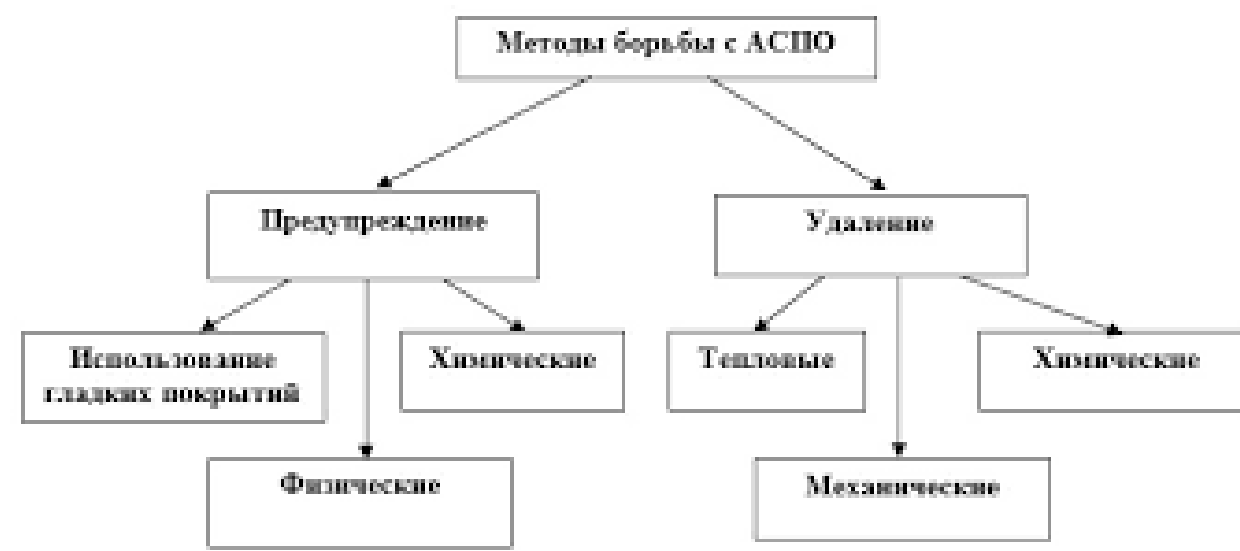 Методы борьбы с АСПО
Предупреждение
Удаление
Использование
гладких покрытий
Химические
Тепловые
Химические
Физические
Механические